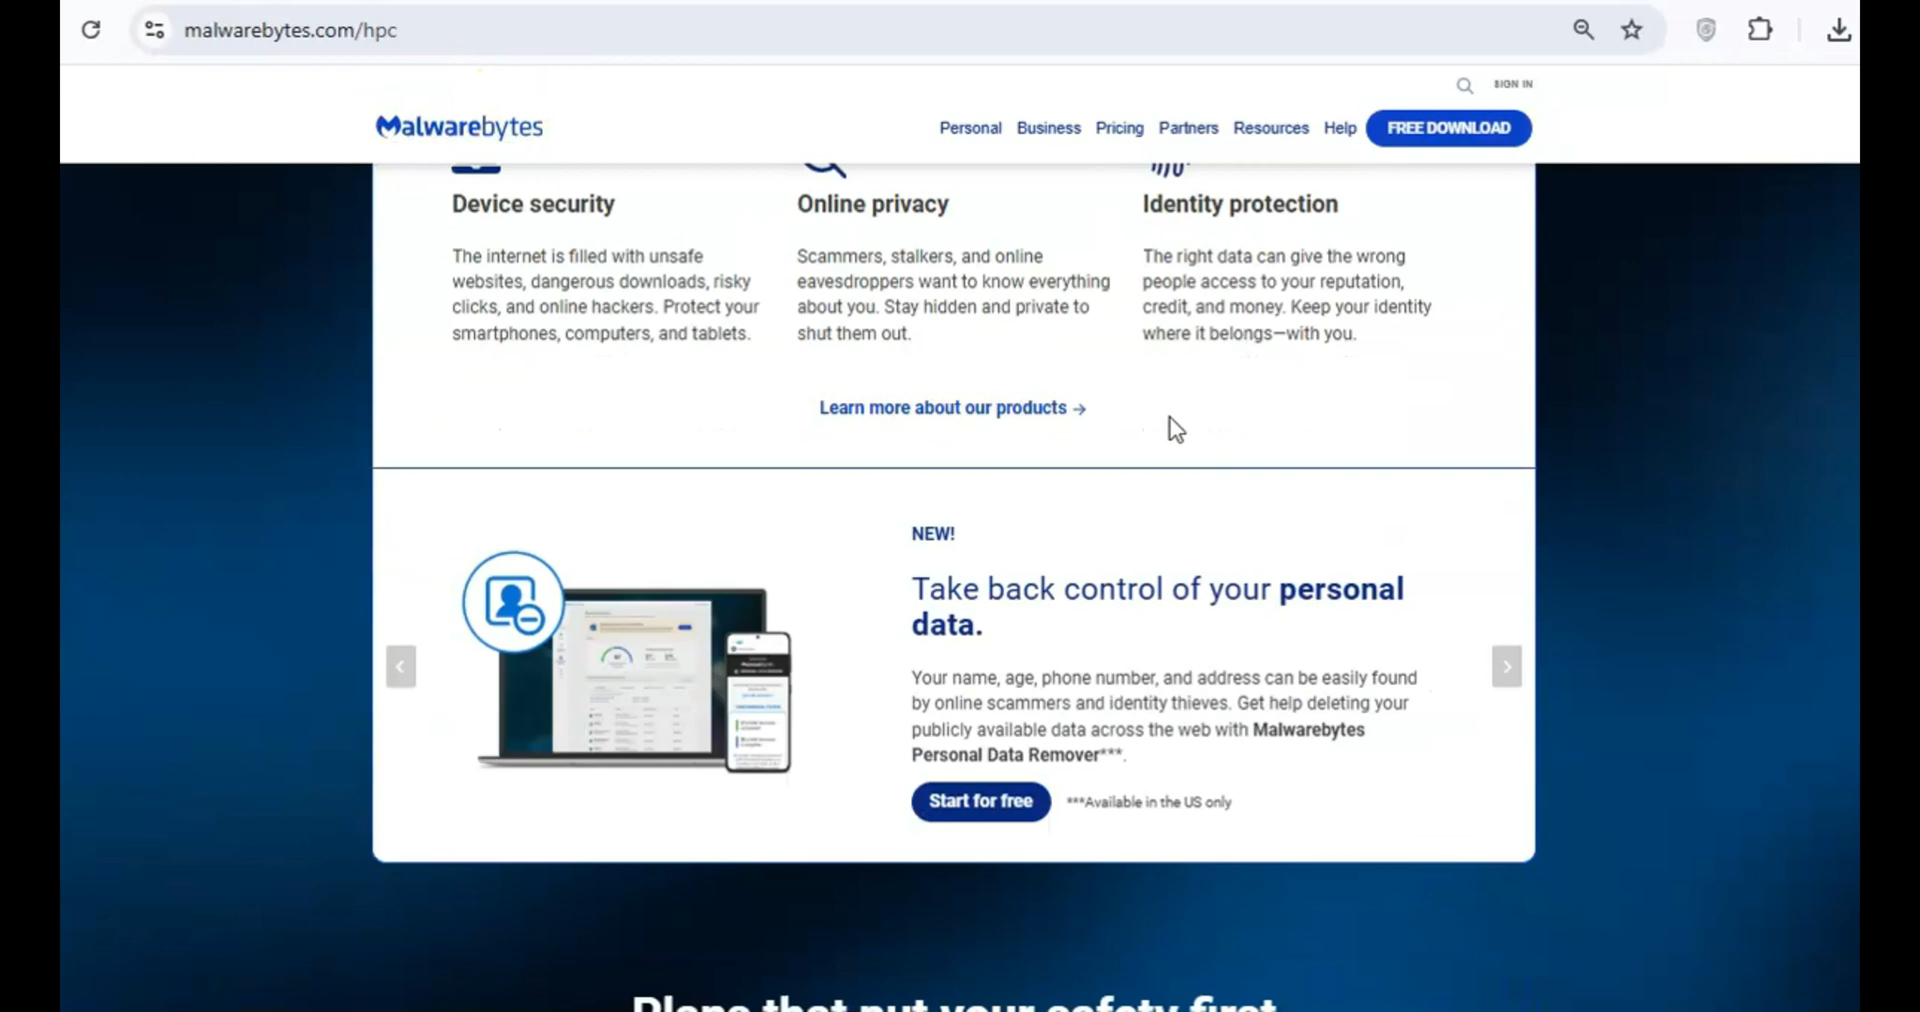 malwarebytes.com/hpc
SIGN IN
Malwarebytes
Personal Business Pricing Partners Resources Help FREE DOWNLOAD
Device security
The internet is filled with unsafe
websites, dangerous downloads, risky
clicks, and online hackers. Protect your
smartphones, computers, and tablets.
Online privacy
Scammers, stalkers, and online
eavesdroppers want to know everything
about you. Stay hidden and private to
shut them out.
Identity protection
The right data can give the wrong
people access to your reputation,
credit, and money. Keep your identity
where it belongs—with you.
Learn more about our products →
NEW!
Take back control of your personal
data.
Your name, age, phone number, and address can be easily found
by online scammers and identity thieves. Get help deleting your
publicly available data across the web with Malwarebytes
Personal Data Remover***.
Start for free
***Available in the US only
Plans that put your safety first